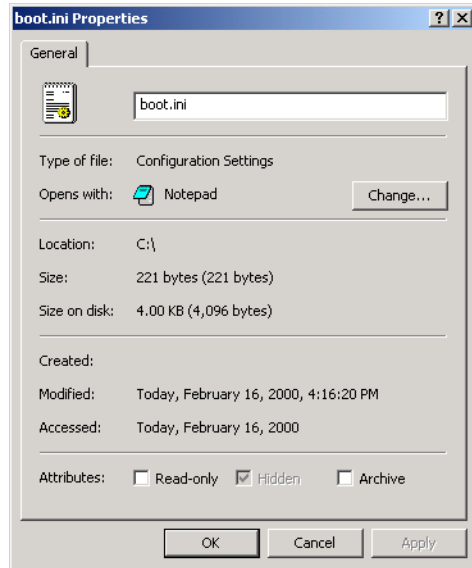 boot.ini Properties
General
boot.ini
Type of file: Configuration Settings
Opens with: Notepad Change...
Location: C:\
Size: 221 bytes (221 bytes)
Size on disk: 4.00 KB (4,096 bytes)
Created:
Modified: Today, February 16, 2000, 4:16:20 PM
Accessed: Today, February 16, 2000
Attributes: Read-only Hidden Archive
OK Cancel Apply